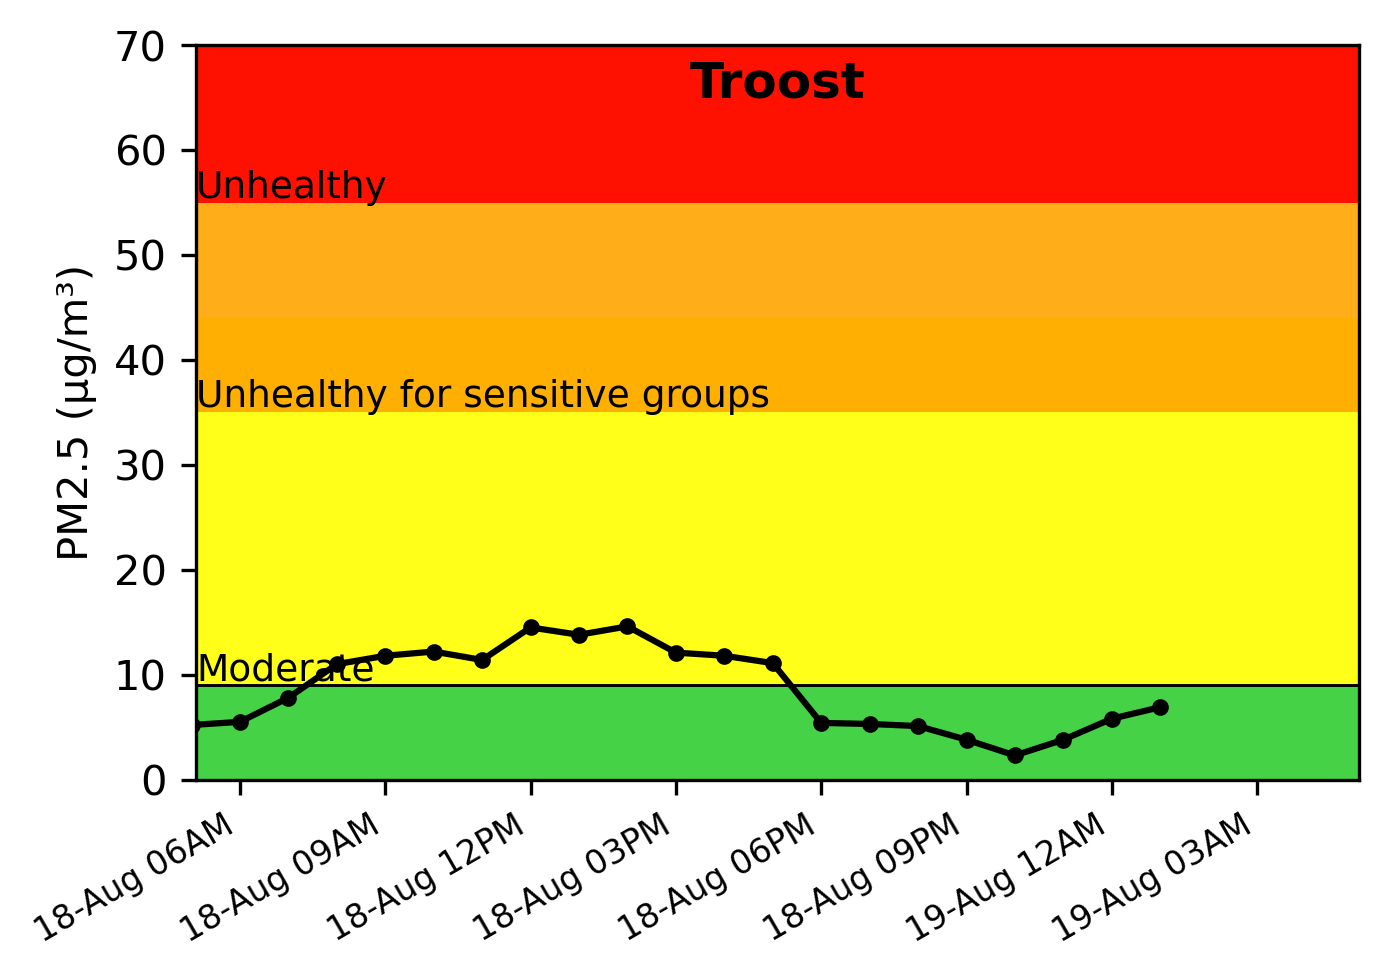 Troost
70
60
Unhealthy
50
40
Unhealthy for sensitive groups
30
20
Moderate
10
0
PM2.5 (µg/m³)
18-Aug 06AM
18-Aug 09AM
18-Aug 12PM
18-Aug 03PM
18-Aug 06PM
18-Aug 09PM
19-Aug 12AM
19-Aug 03AM